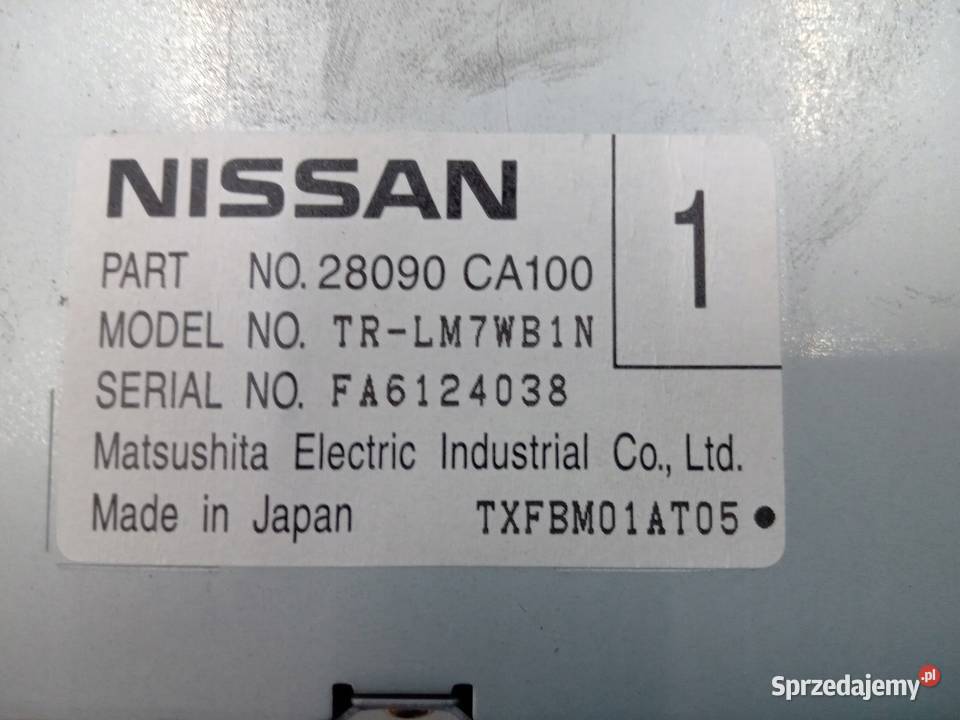 NISSAN
1
PART NO. 28090 CA100
MODEL NO. TR-LM7WB1N
SERIAL NO. FA6124038
Matsushita Electric Industrial Co., Ltd.
Made in Japan TXFBM01AT05
Sprzedajemy.pl